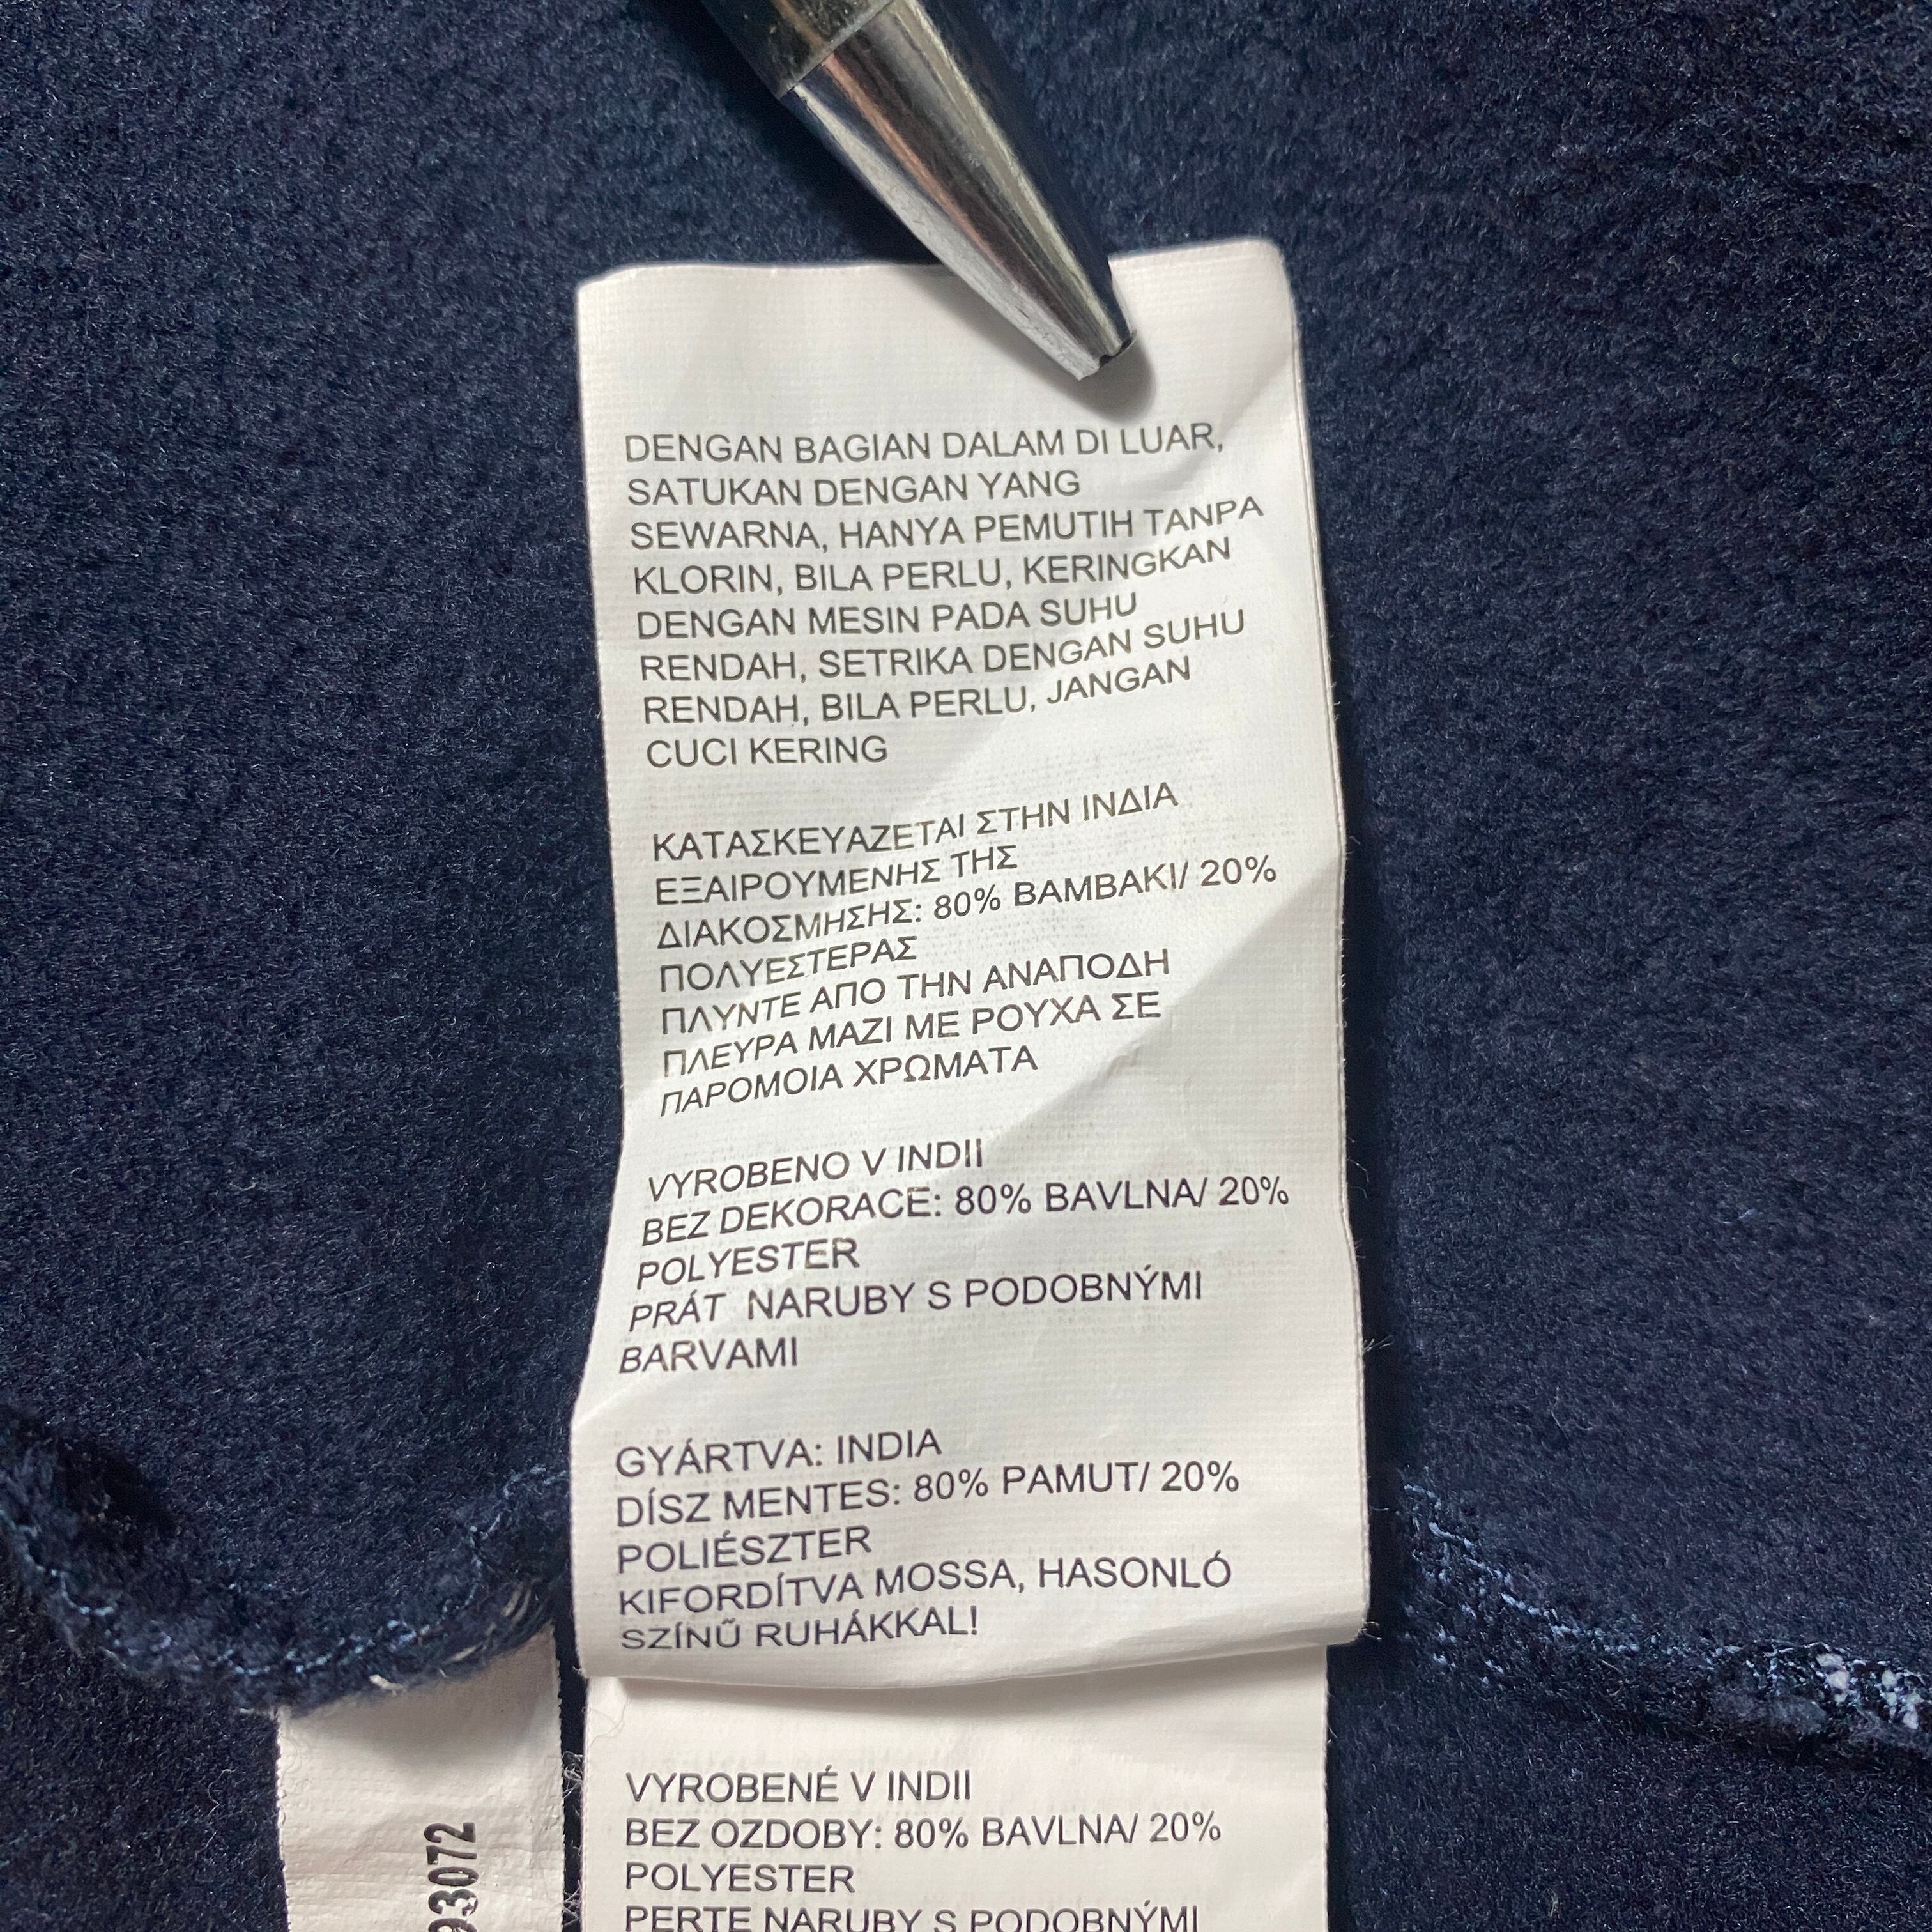 DENGAN BAGIAN DALAM DI LUAR,
SATUKAN DENGAN YANG
SEWARNA, HANYA PEMUTIH TANPA
KLORIN, BILA PERLU, KERINGKAN
DENGAN MESIN PADA SUHU
RENDAH, SETRIKA DENGAN SUHU
RENDAH, BILA PERLU, JANGAN
CUCI KERING
ΚΑΤΑΣΚΕΥΑΖΕΤΑΙ ΣΤΗΝ ΙΝΔΙΑ
ΕΞΑΙΡΟΥΜΕΝΗΣ ΤΗΣ
ΔΙΑΚΟΣΜΗΣΗΣ: 80% ΒΑΜΒΑΚΙ/ 20%
ΠΟΛΥΕΣΤΕΡΑΣ
ΠΛΥΝΤΕ ΑΠΟ ΤΗΝ ΑΝΑΠΟΔΗ
ΠΛΕΥΡΑ ΜΑΖΙ ΜΕ ΡΟΥΧΑ ΣΕ
ΠΑΡΟΜΟΙΑ ΧΡΩΜΑΤΑ
VYROBENO V INDII
BEZ DEKORACE: 80% BAVLNA/ 20%
POLYESTER
PRÁT NARUBY S PODOBNÝMI
BARVAMI
GYÁRTVA: INDIA
DÍSZ MENTES: 80% PAMUT/ 20%
POLIÉSZTER
KIFORDÍTVA MOSSA, HASONLÓ
SZÍNŰ RUHÁKKAL!
VYROBENÉ V INDII
BEZ OZDOBY: 80% BAVLNA/ 20%
POLYESTER
PERTE NARUBY S PODOBNÝMI
93072